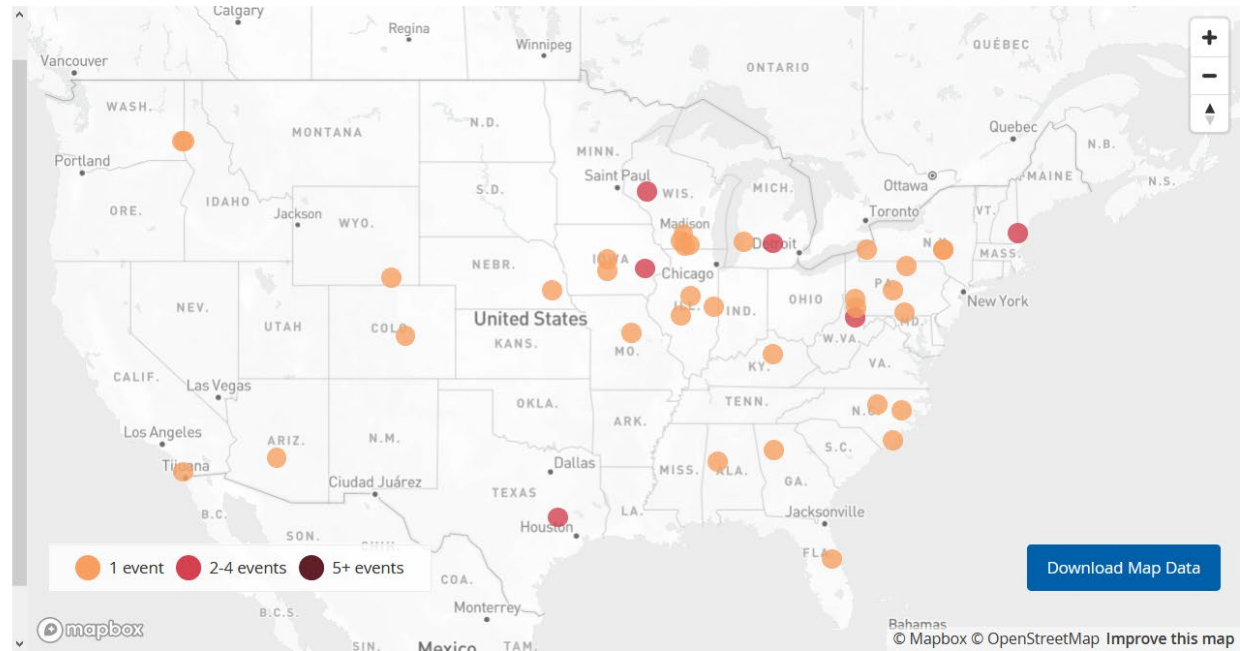 Calgary
Regina
Winnipeg
Vancouver
QUÉBEC
ONTARIO
WASH.
MONTANA
N.D.
Quebec
N.B.
Portland
MINN.
Saint Paul
WIS.
MICH.
Ottawa
MAINE
N.S.
ORE.
IDAHO
Jackson
WYO.
S.D.
Madison
Toronto
VT.
Detroit
N.Y.
MASS.
IOWA
NEBR.
Chicago
NEV.
UTAH
COLO.
United States
KANS.
ILL.
IND.
OHIO
PA.
New York
MD.
MO.
W.VA.
VA.
KY.
CALIF.
Las Vegas
OKLA.
TENN.
N.C.
ARK.
Los Angeles
ARIZ.
N.M.
S.C.
Tijuana
Dallas
MISS.
ALA.
GA.
Ciudad Juárez
TEXAS
B.C.
LA.
Jacksonville
Houston
SON.
CHIH.
FLA.
1 event 2-4 events 5+ events
Download Map Data
COA.
B.C.S.
Monterrey
mapbox
Bahamas
SIN.
Mexico
TAM.
© Mapbox © OpenStreetMap Improve this map